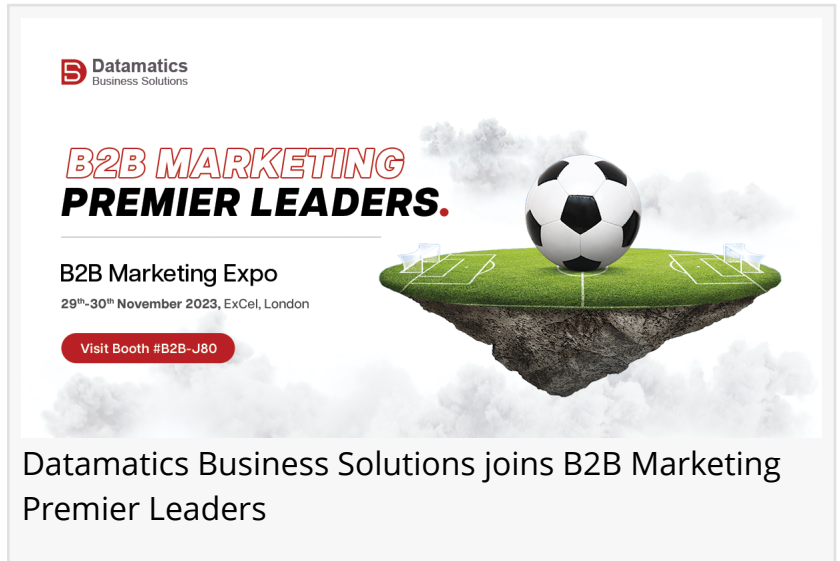 Datamatics
Business Solutions
B2B MARKETING
PREMIER LEADERS.
B2B Marketing Expo
29th-30th November 2023, ExCel, London
Visit Booth #B2B-J80
Datamatics Business Solutions joins B2B Marketing
Premier Leaders